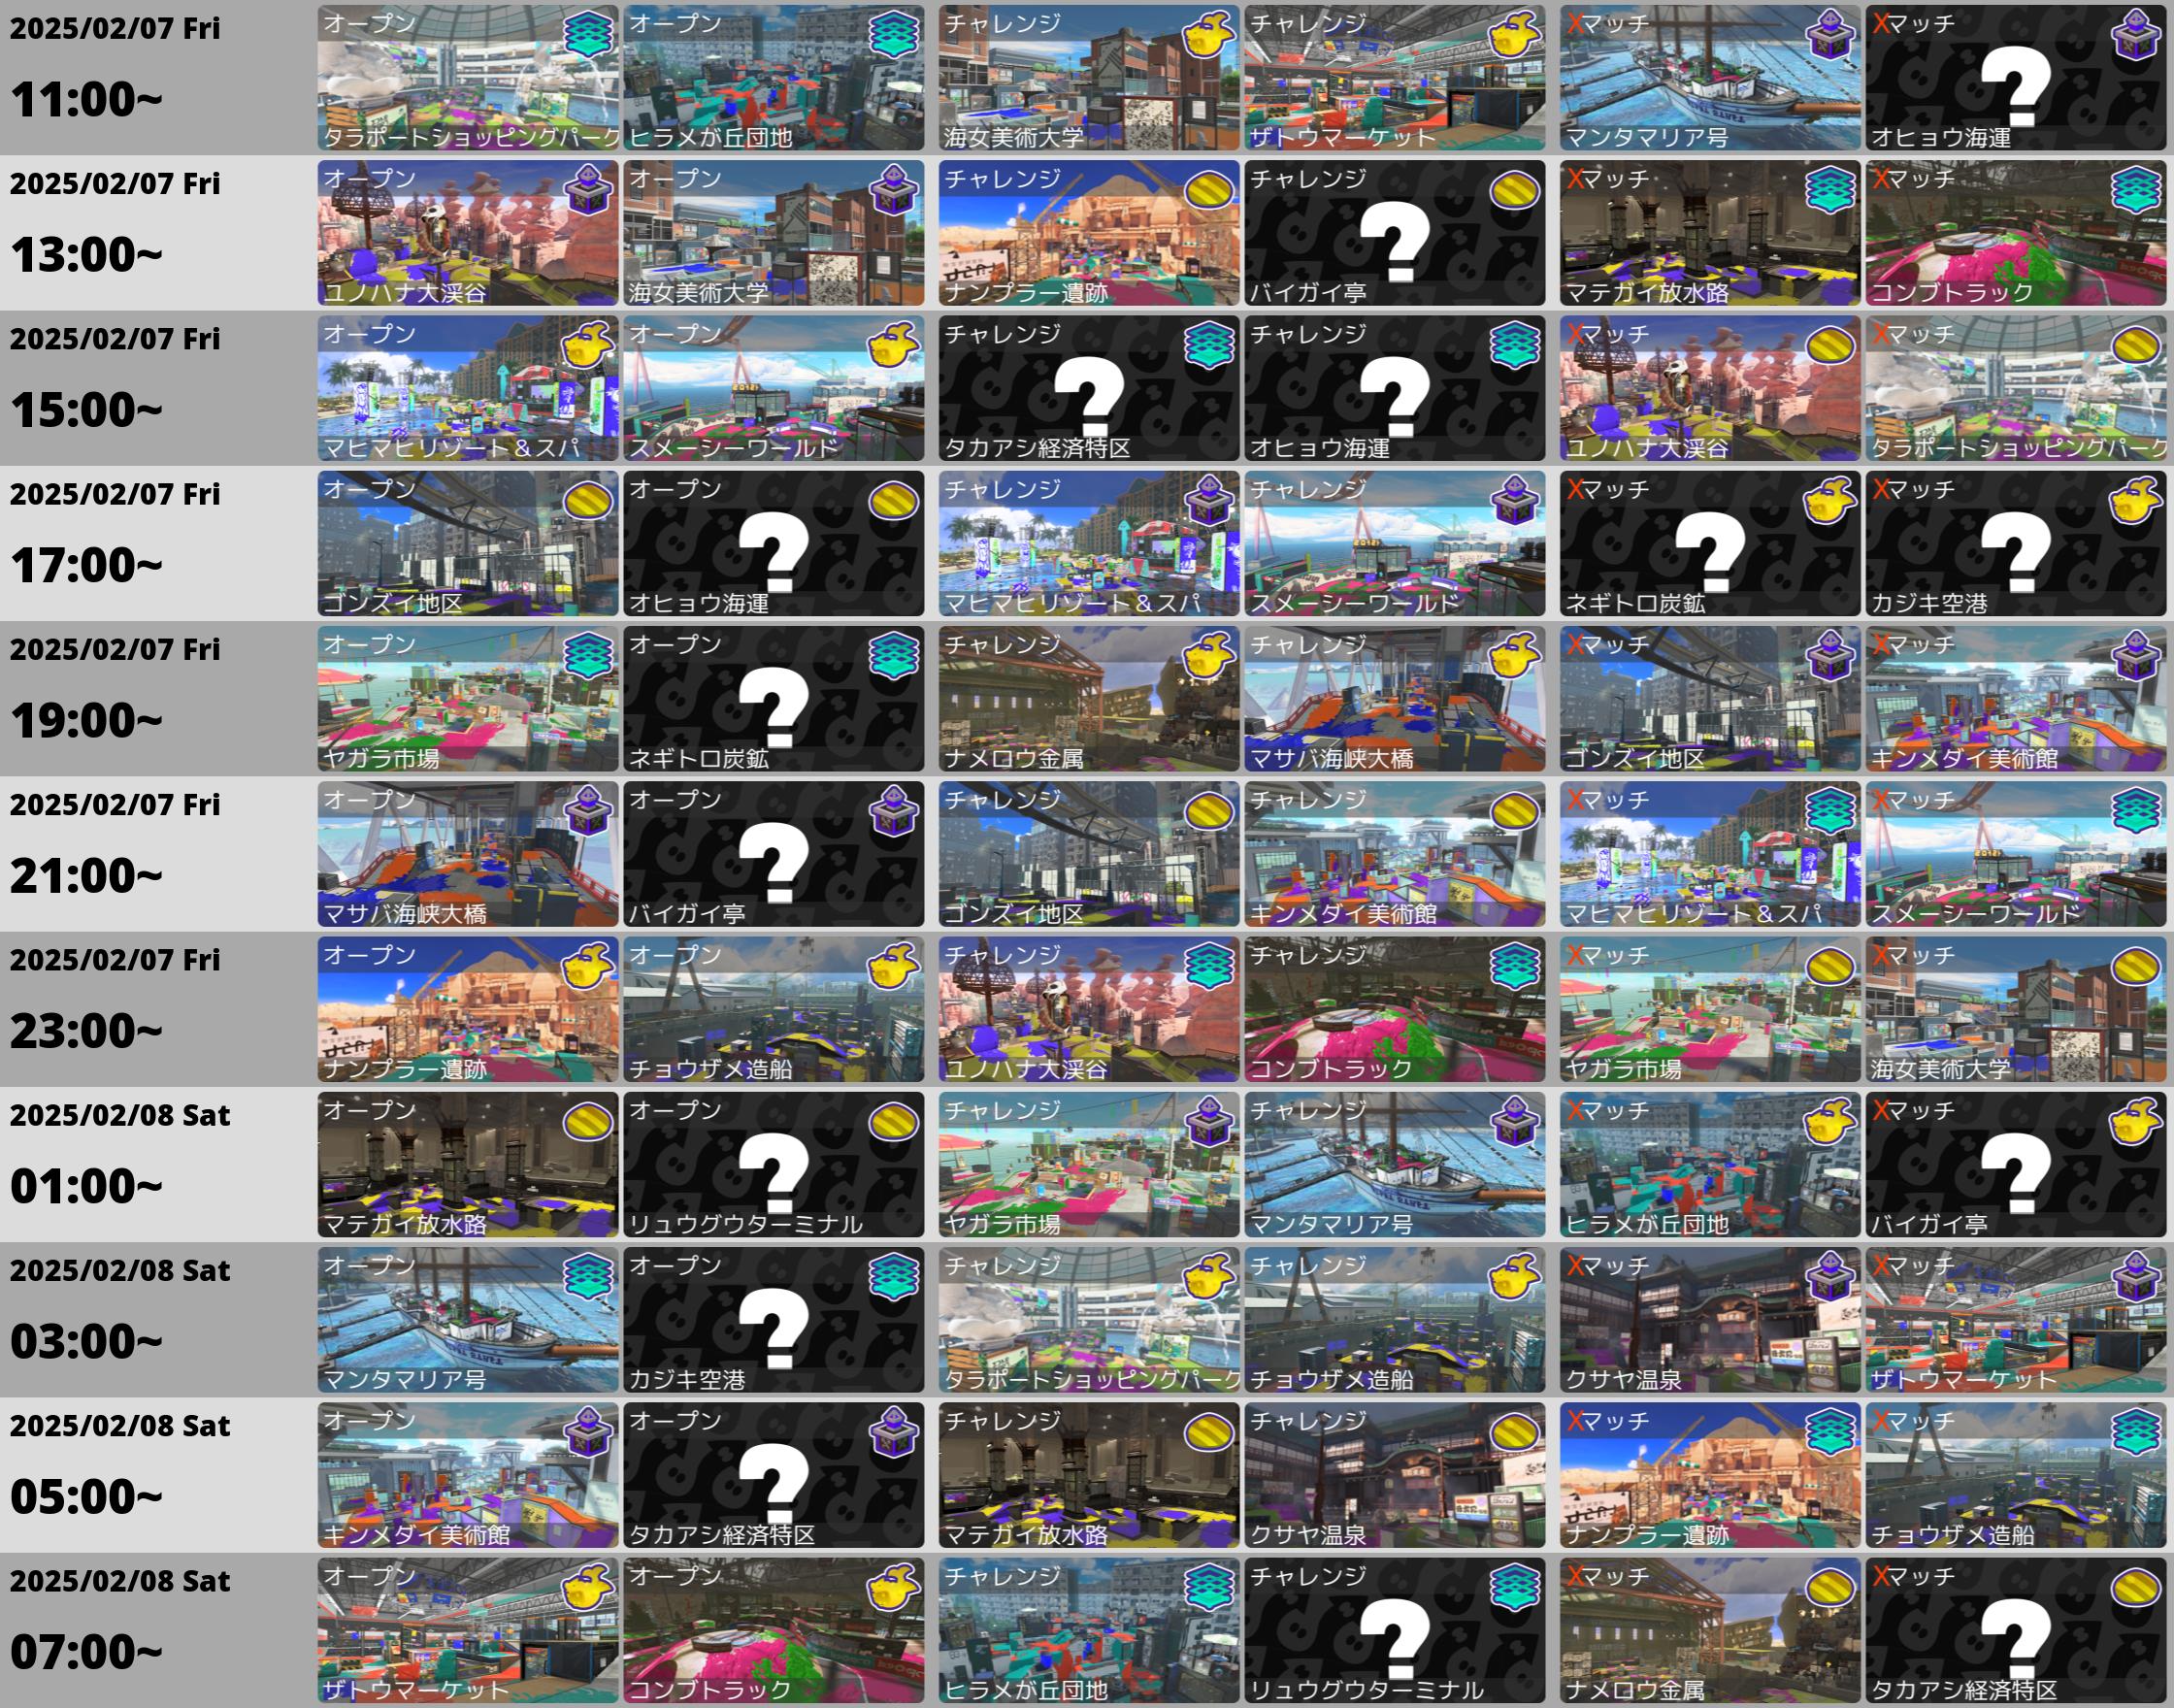 2025/02/07 Fri
11:00~
オープン オープン チャレンジ チャレンジ Xマッチ Xマッチ
タラポートショッピングパーク ヒラメが丘団地 海女美術大学 ザトウマーケット マンタマリア号 オヒョウ海運
2025/02/07 Fri
13:00~
オープン オープン チャレンジ チャレンジ Xマッチ Xマッチ
ユノハナ大渓谷 海女美術大学 ナンプラー遺跡 バイガイ亭 マテガイ放水路 コンブトラック
2025/02/07 Fri
15:00~
オープン オープン チャレンジ チャレンジ Xマッチ Xマッチ
マヒマヒリゾート&スパ スメーシーワールド タカアシ経済特区 オヒョウ海運 ユノハナ大渓谷 タラポートショッピングパーク
2025/02/07 Fri
17:00~
オープン オープン チャレンジ チャレンジ Xマッチ Xマッチ
ゴンズイ地区 オヒョウ海運 マヒマヒリゾート&スパ スメーシーワールド ネギトロ炭鉱 カジキ空港
2025/02/07 Fri
19:00~
オープン オープン チャレンジ チャレンジ Xマッチ Xマッチ
ヤガラ市場 ネギトロ炭鉱 ナメロウ金属 マサバ海峡大橋 ゴンズイ地区 キンメダイ美術館
2025/02/07 Fri
21:00~
オープン オープン チャレンジ チャレンジ Xマッチ Xマッチ
マサバ海峡大橋 バイガイ亭 ゴンズイ地区 キンメダイ美術館 マヒマヒリゾート&スパ スメーシーワールド
2025/02/07 Fri
23:00~
オープン オープン チャレンジ チャレンジ Xマッチ Xマッチ
ナンプラー遺跡 チョウザメ造船 ユノハナ大渓谷 コンブトラック ヤガラ市場 海女美術大学
2025/02/08 Sat
01:00~
オープン オープン チャレンジ チャレンジ Xマッチ Xマッチ
マテガイ放水路 リュウグウターミナル ヤガラ市場 マンタマリア号 ヒラメが丘団地 バイガイ亭
2025/02/08 Sat
03:00~
オープン オープン チャレンジ チャレンジ Xマッチ Xマッチ
マンタマリア号 カジキ空港 タラポートショッピングパーク チョウザメ造船 クサヤ温泉 ザトウマーケット
2025/02/08 Sat
05:00~
オープン オープン チャレンジ チャレンジ Xマッチ Xマッチ
キンメダイ美術館 タカアシ経済特区 マテガイ放水路 クサヤ温泉 ナンプラー遺跡 チョウザメ造船
2025/02/08 Sat
07:00~
オープン オープン チャレンジ チャレンジ Xマッチ Xマッチ
ザトウマーケット コンブトラック ヒラメが丘団地 リュウグウターミナル ナメロウ金属 タカアシ経済特区